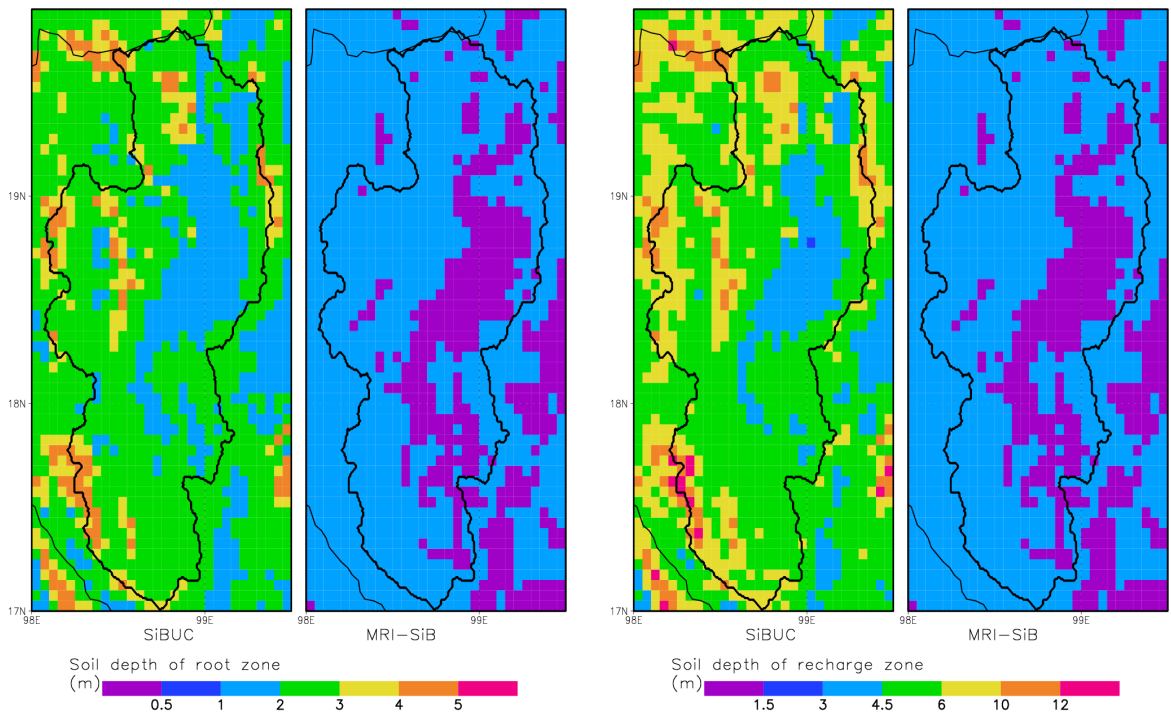 19N
18N
17N
98E 99E 98E 99E
SiBUC MRI-SiB
Soil depth of root zone
(m)
0.5 1 2 3 4 5
19N
18N
17N
98E 99E 98E 99E
SiBUC MRI-SiB
Soil depth of recharge zone
(m)
1.5 3 4.5 6 10 12